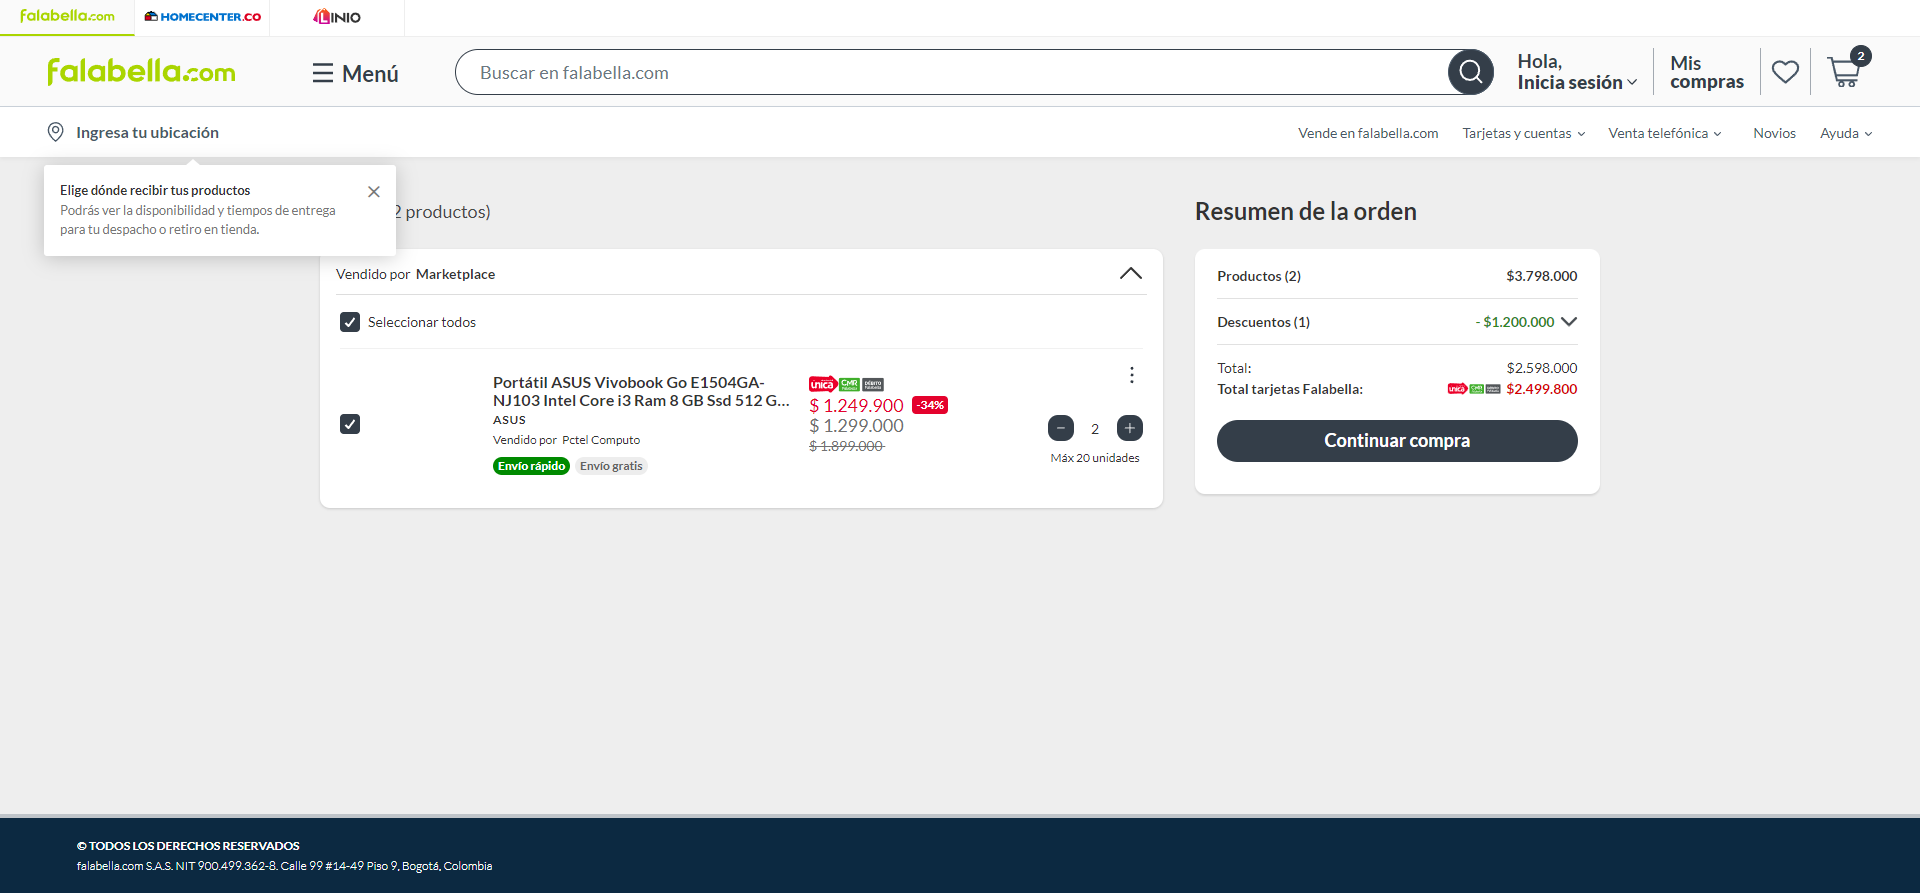 falabella.com
HOMECENTER.CO
LINIO
falabella.com
Menú
Buscar en falabella.com
Hola,
Inicia sesión
Mis
compras
2
Ingresa tu ubicación
Vende en falabella.com
Tarjetas y cuentas
Venta telefónica
Novios
Ayuda
Elige dónde recibir tus productos
Podrás ver la disponibilidad y tiempos de entrega
para tu despacho o retiro en tienda.
2 productos)
Vendido por Marketplace
Seleccionar todos
Portátil ASUS Vivobook Go E1504GA-
NJ103 Intel Core i3 Ram 8 GB Ssd 512 G...
ASUS
Vendido por Pctel Computo
Envío rápido Envío gratis
única CMR DÉBITO
$ 1.249.900 -34%
$ 1.299.000
$ 1.899.000
2
Máx 20 unidades
Resumen de la orden
Productos (2) $3.798.000
Descuentos (1) - $1.200.000
Total: $2.598.000
Total tarjetas Falabella: única CMR $2.499.800
Continuar compra
© TODOS LOS DERECHOS RESERVADOS
falabella.com S.A.S. NIT 900.499.362-8. Calle 99 #14-49 Piso 9, Bogotá, Colombia